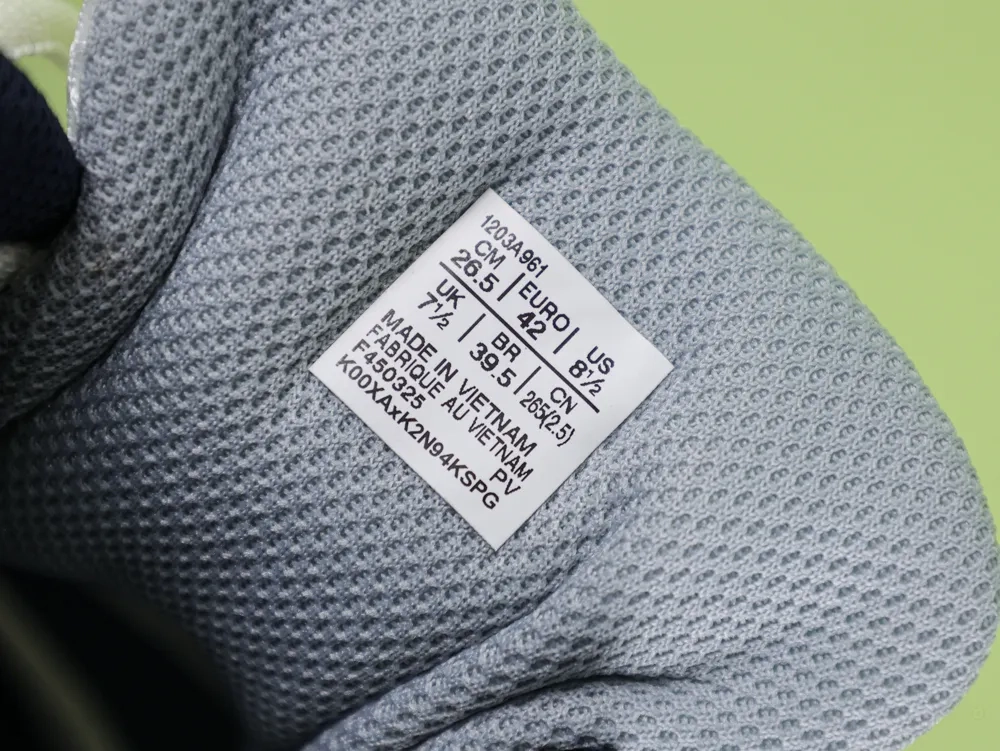 1203A961
CM | EURO | US
26.5 | 42 | 8½
UK | BR | CN
7½ | 39.5 | 265(2.5)
MADE IN VIETNAM
FABRIQUE AU VIETNAM
F450325 PV
K00XAxK2N94KSPG